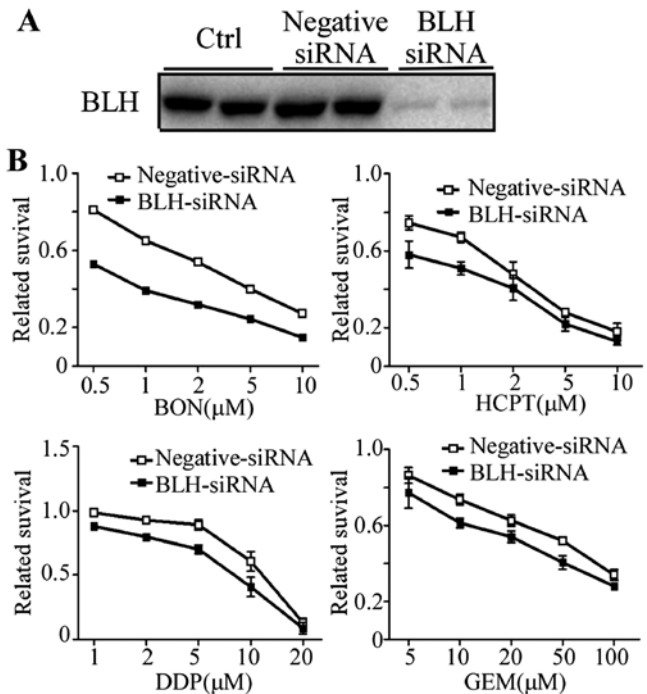 A
Ctrl
Negative siRNA
BLH siRNA
BLH
B
Related suvival
1.0
0.6
0.2
0
Negative-siRNA
BLH-siRNA
0.5 1 2 5 10
BON(μM)
Related suvival
1.0
0.6
0.2
0
Negative-siRNA
BLH-siRNA
0.5 1 2 5 10
HCPT(μM)
Related suvival
1.5
1.0
0.5
0
Negative-siRNA
BLH-siRNA
1 2 5 10 20
DDP(μM)
Related suvival
1.0
0.6
0.2
0
Negative-siRNA
BLH-siRNA
5 10 20 50 100
GEM(μM)